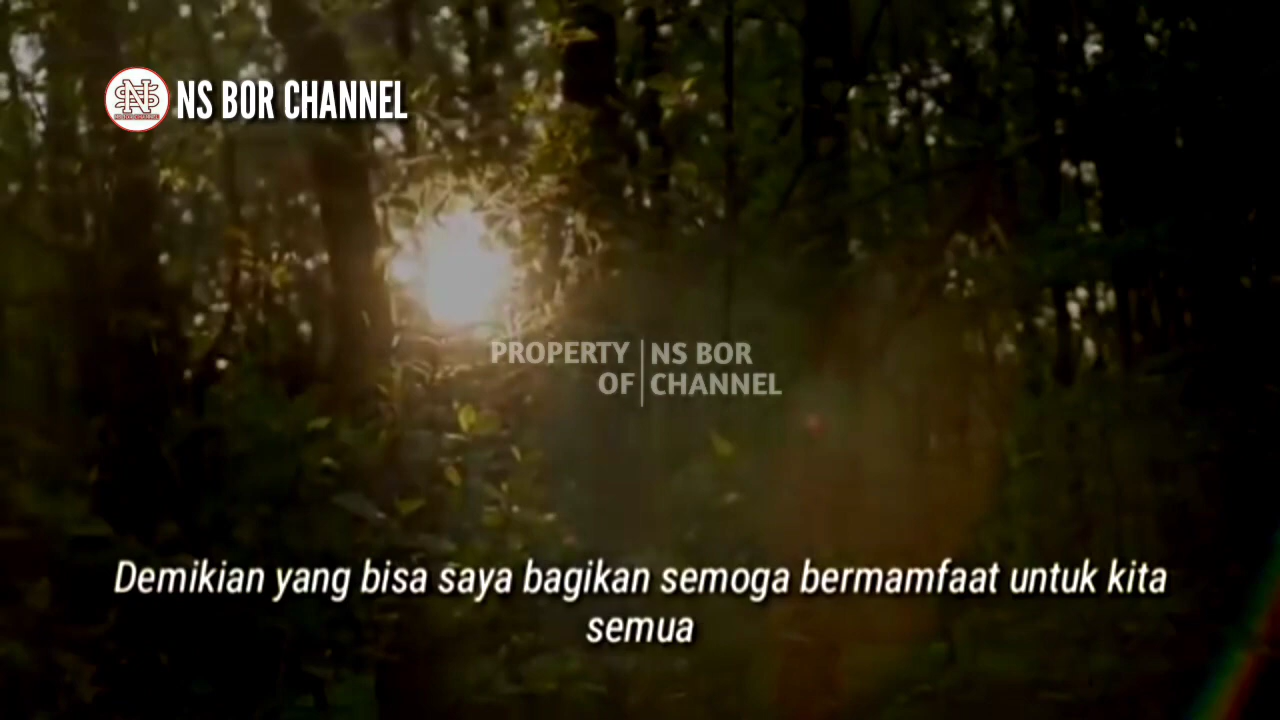 NS BOR CHANNEL
PROPERTY OF
NS BOR CHANNEL
Demikian yang bisa saya bagikan semoga bermamfaat untuk kita
semua